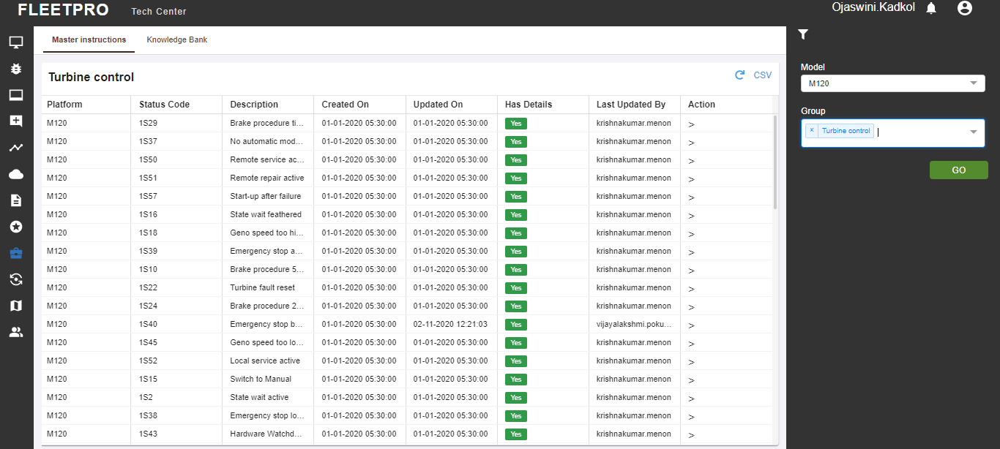 FLEETPRO Tech Center Ojaswini.Kadkol
Master instructions Knowledge Bank
Turbine control CSV
Platform Status Code Description Created On Updated On Has Details Last Updated By Action
M120 1S29 Brake procedure ti... 01-01-2020 05:30:00 01-01-2020 05:30:00 Yes krishnakumar.menon >
M120 1S37 No automatic mod... 01-01-2020 05:30:00 01-01-2020 05:30:00 Yes krishnakumar.menon >
M120 1S50 Remote service ac... 01-01-2020 05:30:00 01-01-2020 05:30:00 Yes krishnakumar.menon >
M120 1S51 Remote repair active 01-01-2020 05:30:00 01-01-2020 05:30:00 Yes krishnakumar.menon >
M120 1S57 Start-up after failure 01-01-2020 05:30:00 01-01-2020 05:30:00 Yes krishnakumar.menon >
M120 1S16 State wait feathered 01-01-2020 05:30:00 01-01-2020 05:30:00 Yes krishnakumar.menon >
M120 1S18 Geno speed too hi... 01-01-2020 05:30:00 01-01-2020 05:30:00 Yes krishnakumar.menon >
M120 1S39 Emergency stop a... 01-01-2020 05:30:00 01-01-2020 05:30:00 Yes krishnakumar.menon >
M120 1S10 Brake procedure 5... 01-01-2020 05:30:00 01-01-2020 05:30:00 Yes krishnakumar.menon >
M120 1S22 Turbine fault reset 01-01-2020 05:30:00 01-01-2020 05:30:00 Yes krishnakumar.menon >
M120 1S24 Brake procedure 2... 01-01-2020 05:30:00 01-01-2020 05:30:00 Yes krishnakumar.menon >
M120 1S40 Emergency stop b... 01-01-2020 05:30:00 02-11-2020 12:21:03 Yes vijayalakshmi.poku... >
M120 1S45 Geno speed too lo... 01-01-2020 05:30:00 01-01-2020 05:30:00 Yes krishnakumar.menon >
M120 1S52 Local service active 01-01-2020 05:30:00 01-01-2020 05:30:00 Yes krishnakumar.menon >
M120 1S15 Switch to Manual 01-01-2020 05:30:00 01-01-2020 05:30:00 Yes krishnakumar.menon >
M120 1S2 State wait active 01-01-2020 05:30:00 01-01-2020 05:30:00 Yes krishnakumar.menon >
M120 1S38 Emergency stop lo... 01-01-2020 05:30:00 01-01-2020 05:30:00 Yes krishnakumar.menon >
M120 1S43 Hardware Watchd... 01-01-2020 05:30:00 01-01-2020 05:30:00 Yes krishnakumar.menon >
Model
M120
Group
× Turbine control
GO